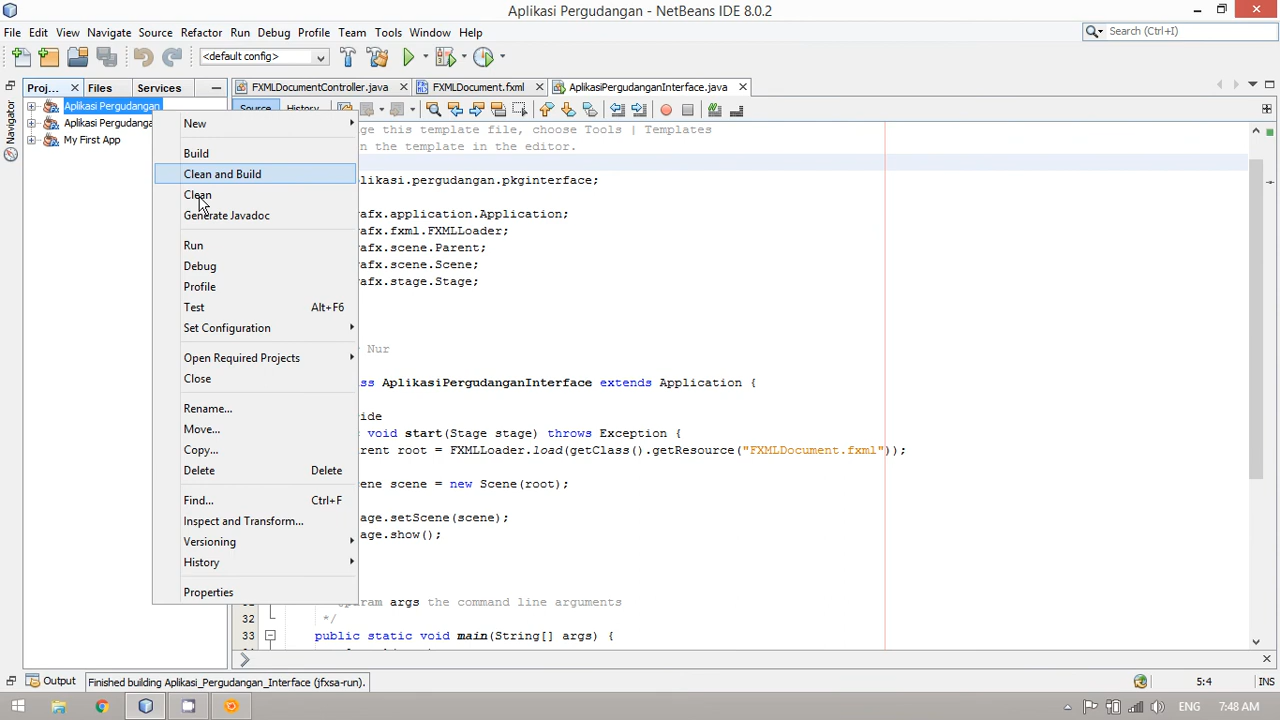 Aplikasi Pergudangan - NetBeans IDE 8.0.2
File Edit View Navigate Source Refactor Run Debug Profile Team Tools Window Help
Search (Ctrl+I)
<default config>
Proj... Files Services
FXMLDocumentController.java FXMLDocument.fxml AplikasiPergudanganInterface.java
Navigator
Source History
Aplikasi Pergudangan
Aplikasi Pergudanga
My First App
New
Build
Clean and Build
Clean
Generate Javadoc
Run
Debug
Profile
Test Alt+F6
Set Configuration
Open Required Projects
Close
Rename...
Move...
Copy...
Delete Delete
Find... Ctrl+F
Inspect and Transform...
Versioning
History
Properties
ge this template file, choose Tools | Templates
n the template in the editor.
likasi.pergudangan.pkginterface;
afx.application.Application;
afx.fxml.FXMLLoader;
afx.scene.Parent;
afx.scene.Scene;
afx.stage.Stage;
Nur
ss AplikasiPergudanganInterface extends Application {
ide
void start(Stage stage) throws Exception {
rent root = FXMLLoader.load(getClass().getResource("FXMLDocument.fxml"));
ene scene = new Scene(root);
age.setScene(scene);
age.show();
args the command line arguments
32 */
33 public static void main(String[] args) {
Output Finished building Aplikasi_Pergudangan_Interface (jfxsa-run). 5:4 INS
ENG 7:48 AM